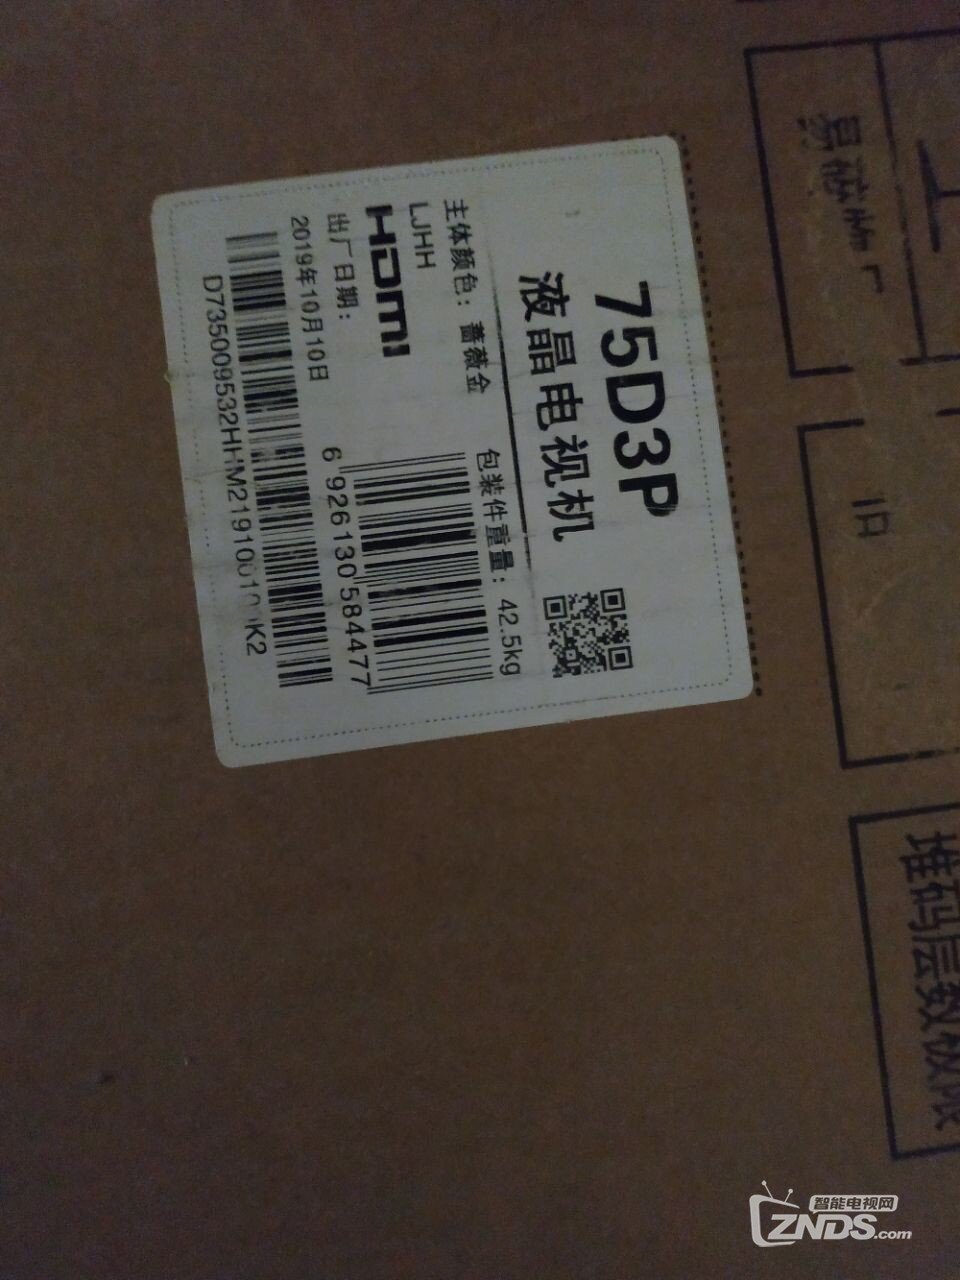 75D3P
液晶电视机
主体颜色：蔷薇金
包装件重量：42.5kg
LJHH
HDMI
出厂日期：
2019年10月10日
6 926130 584477
堆码层数极限
智能电视网
ZNDS.com